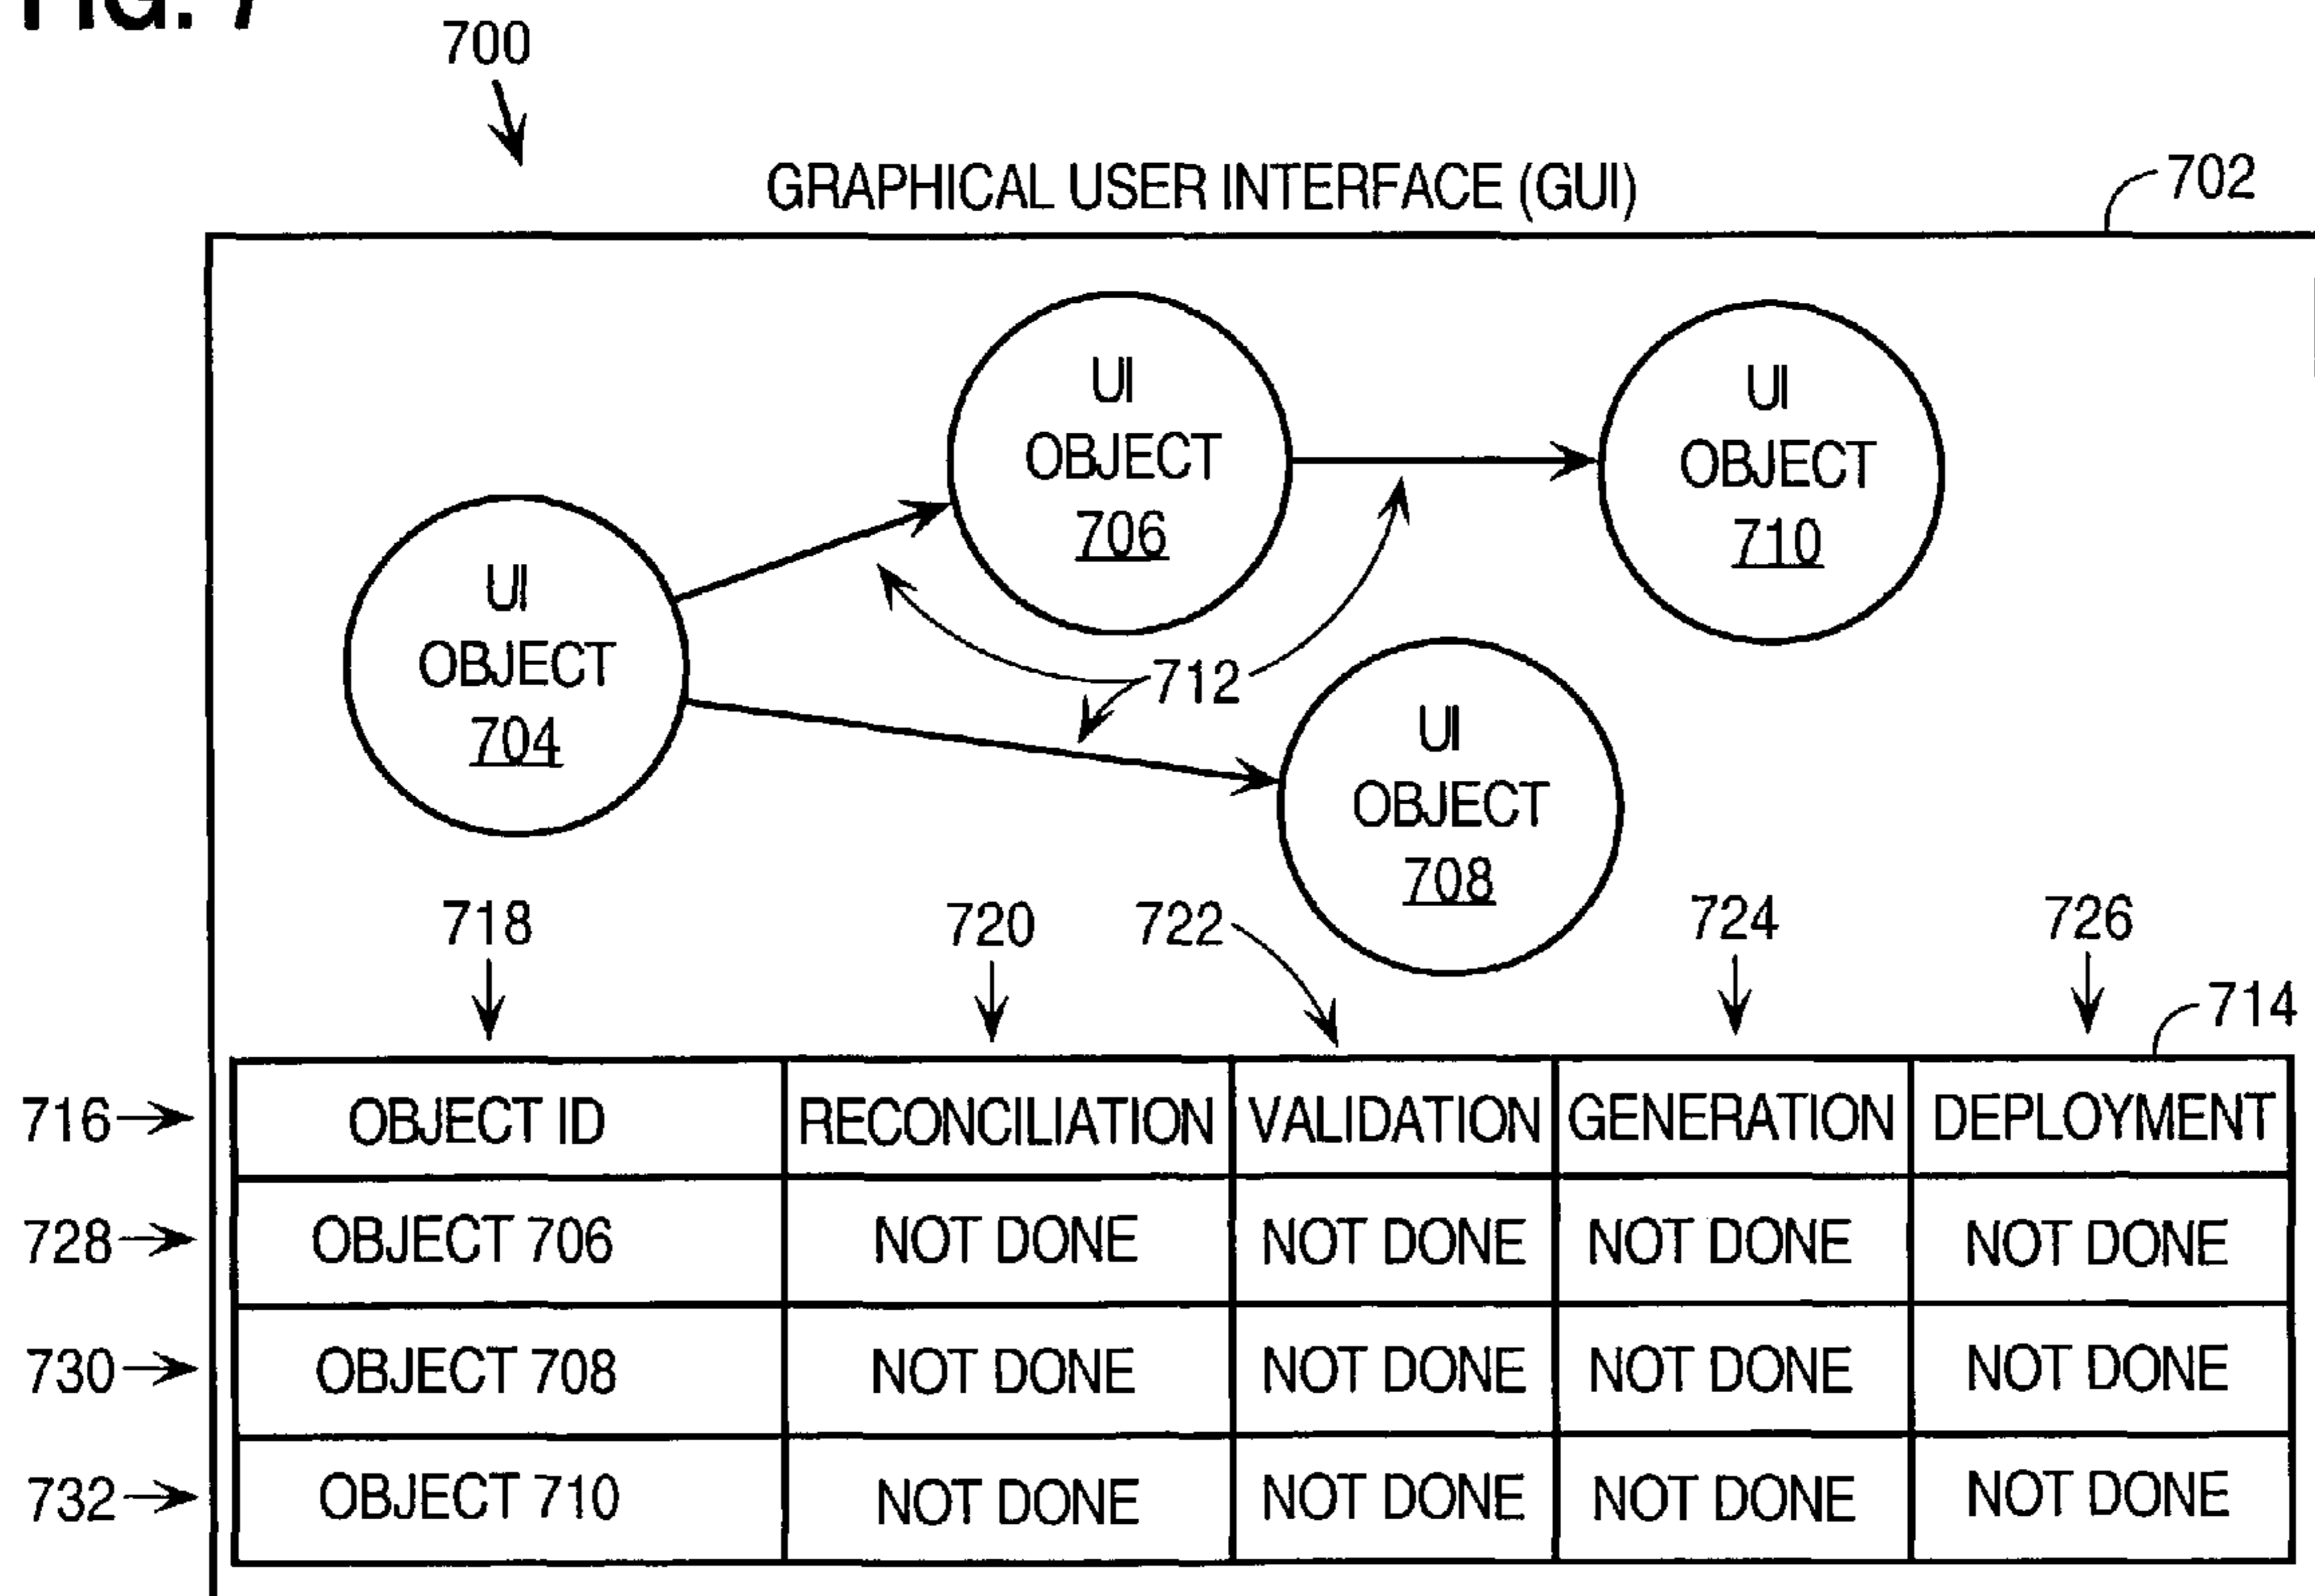 FIG. 7
700
GRAPHICAL USER INTERFACE (GUI)
702
UI
OBJECT
706
UI
OBJECT
710
UI
OBJECT
704
712
UI
OBJECT
708
718
720
722
724
726
714
716 OBJECT ID RECONCILIATION VALIDATION GENERATION DEPLOYMENT
728 OBJECT 706 NOT DONE NOT DONE NOT DONE NOT DONE
730 OBJECT 708 NOT DONE NOT DONE NOT DONE NOT DONE
732 OBJECT 710 NOT DONE NOT DONE NOT DONE NOT DONE